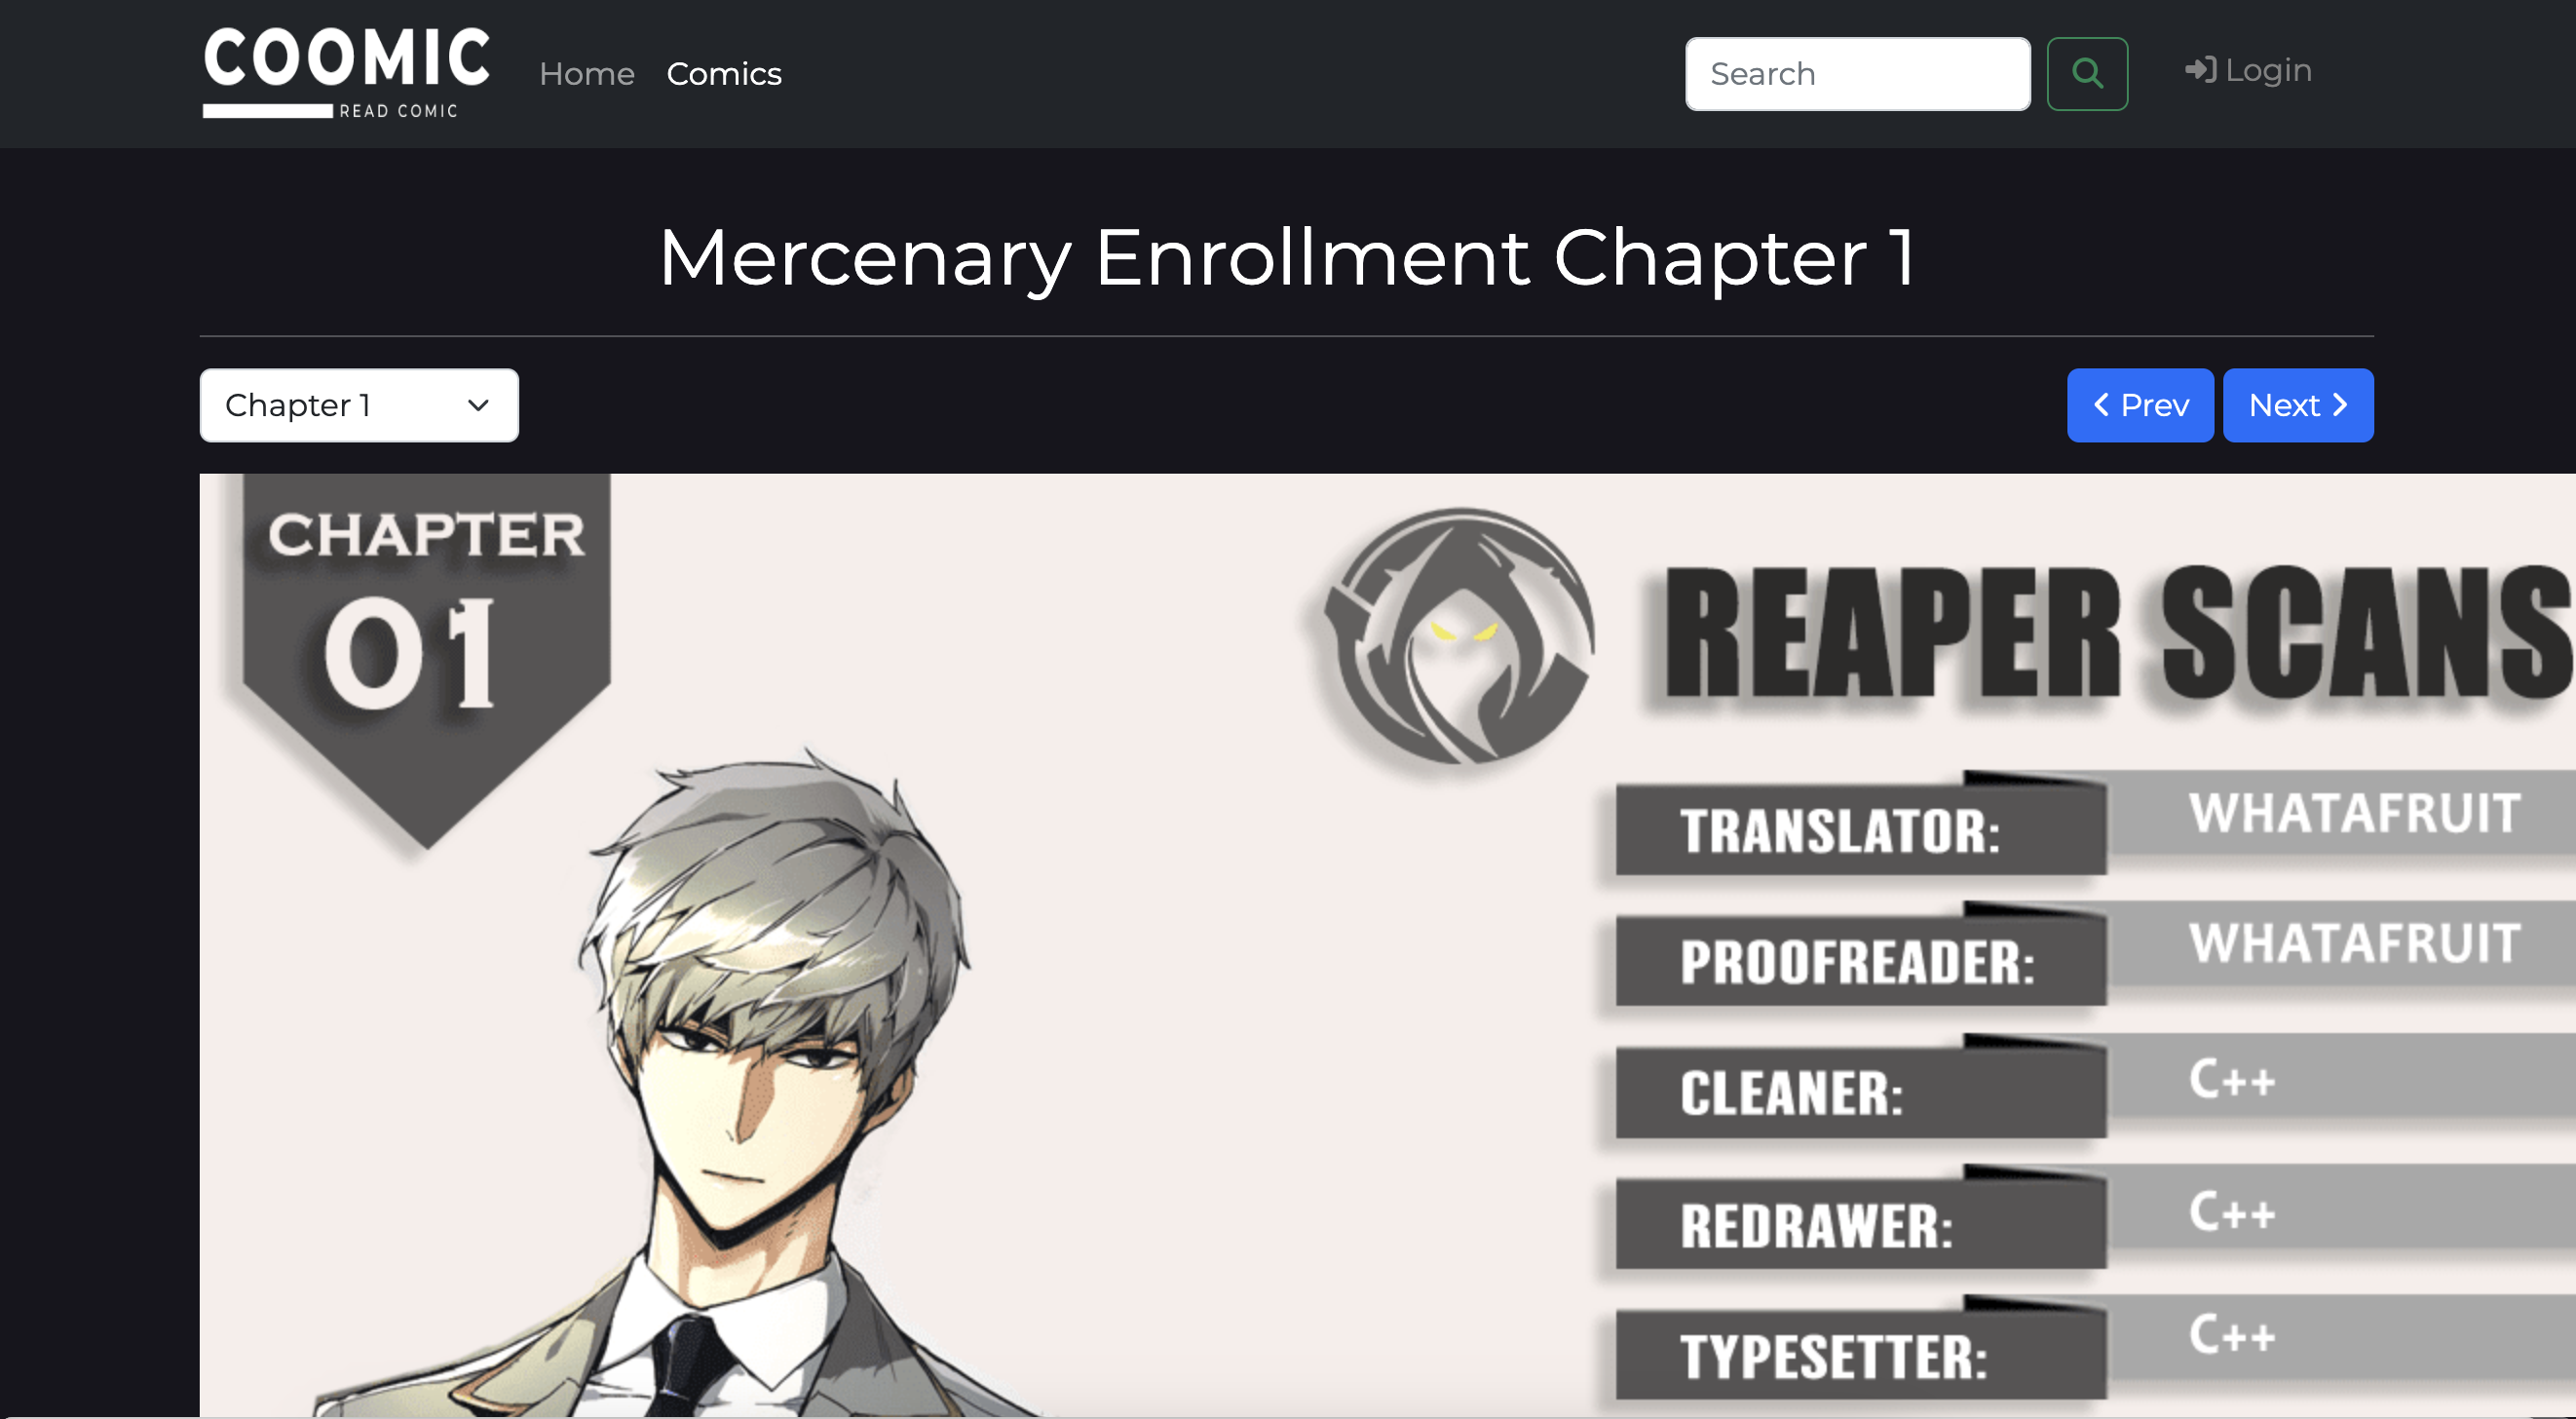 COOMIC
READ COMIC
Home
Comics
Search
Login
Mercenary Enrollment Chapter 1
Chapter 1
Prev
Next
CHAPTER
01
REAPER SCANS
TRANSLATOR: WHATAFRUIT
PROOFREADER: WHATAFRUIT
CLEANER: C++
REDRAWER: C++
TYPESETTER: C++